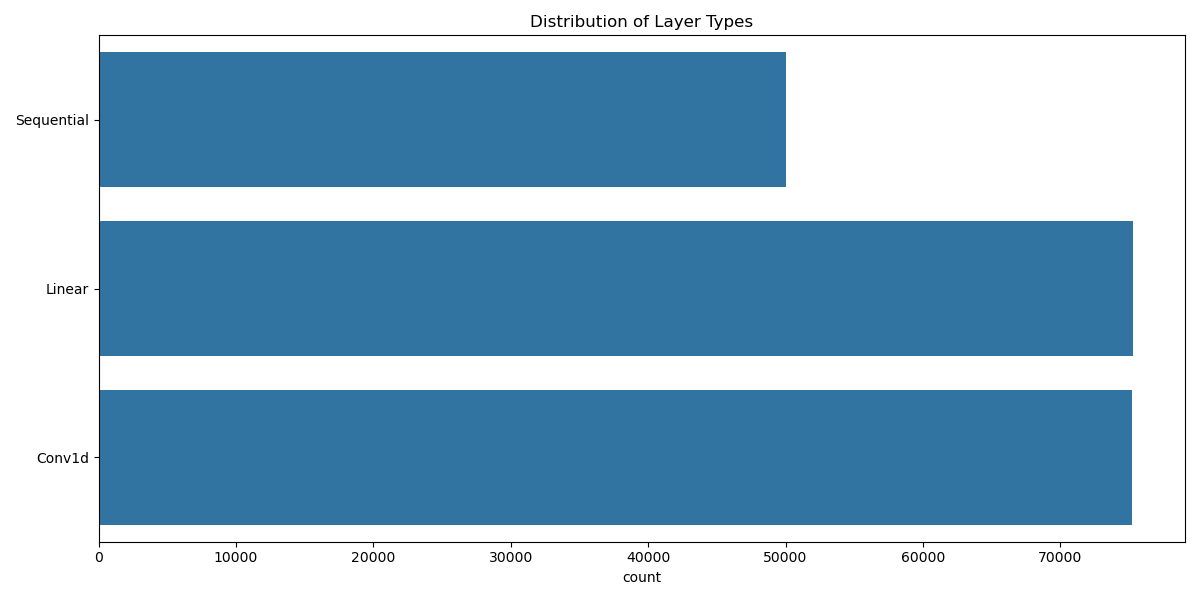 Distribution of Layer Types
Sequential
Linear
Conv1d
0 10000 20000 30000 40000 50000 60000 70000
count